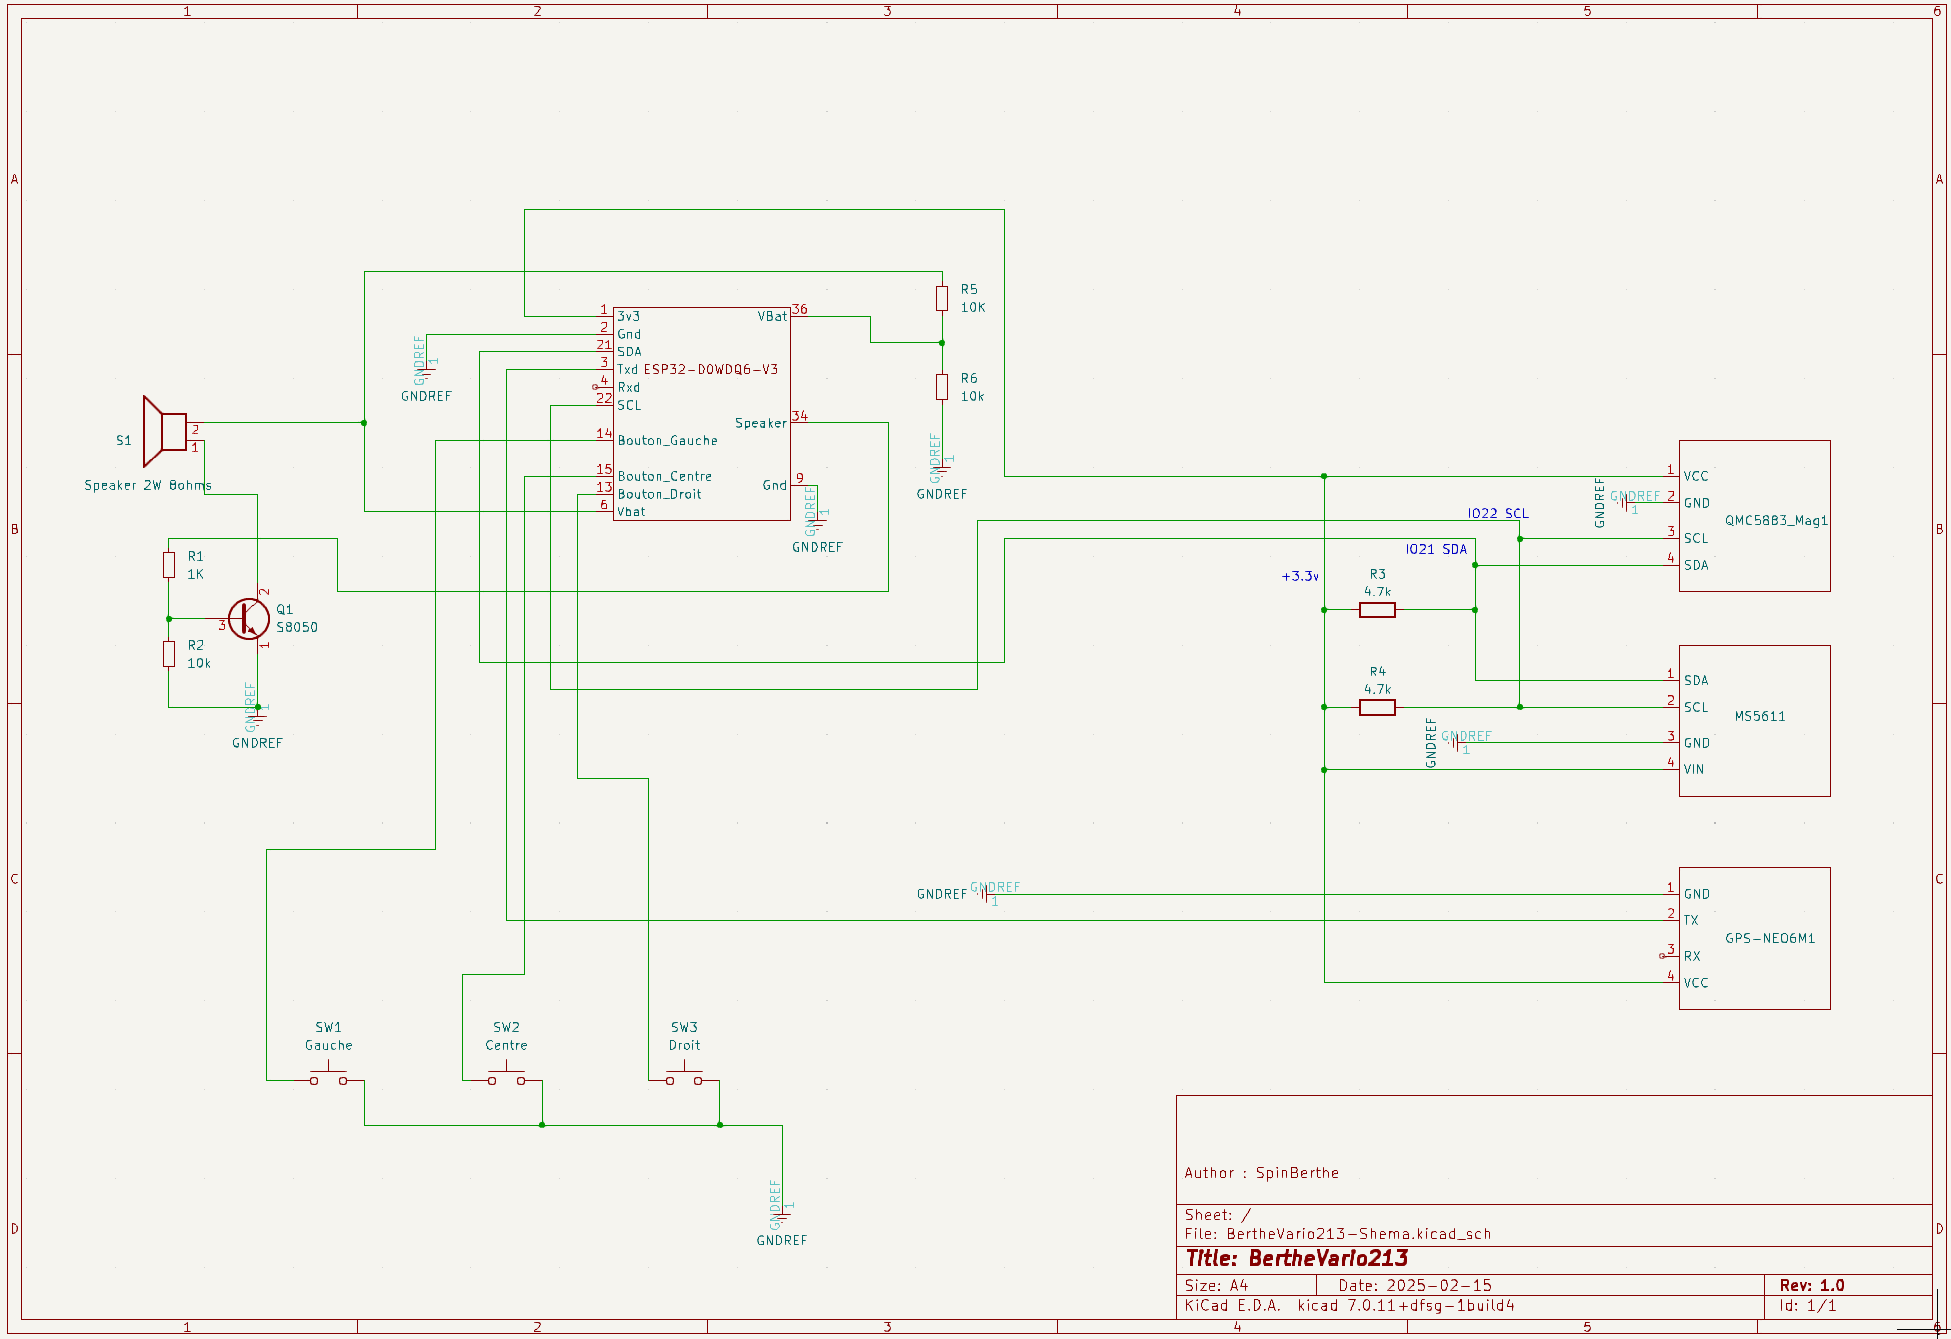 1 2 3 4 5 6
A A
R5
10K
1 3v3
VBat 36
2 Gnd
21 SDA
3 Txd ESP32-D0WDQ6-V3
4 Rxd
22 SCL
GNDREF
1
GNDREF
R6
10k
Speaker 34
14 Bouton_Gauche
15 Bouton_Centre
13 Bouton_Droit
6 Vbat
Gnd 9
GNDREF
1
GNDREF
GNDREF
1
GNDREF
S1
2
1
Speaker 2W 8ohms
1 VCC
2 GND
3 SCL
4 SDA
QMC5883_Mag1
GNDREF
GNDREF
1
B B
IO22 SCL
IO21 SDA
+3.3v
R3
4.7k
R4
4.7k
R1
1K
2
Q1
S8050
3
1
R2
10k
GNDREF
1
GNDREF
1 SDA
2 SCL
MS5611
3 GND
4 VIN
GNDREF
GNDREF
1
C C
GNDREF
GNDREF
1
1 GND
2 TX
GPS-NEO6M1
3 RX
4 VCC
SW1
Gauche
SW2
Centre
SW3
Droit
GNDREF
1
GNDREF
D D
Author : SpinBerthe
Sheet: /
File: BertheVario213-Shema.kicad_sch
Title: BertheVario213
Size: A4 Date: 2025-02-15 Rev: 1.0
KiCad E.D.A. kicad 7.0.11+dfsg-1build4 Id: 1/1
1 2 3 4 5 6